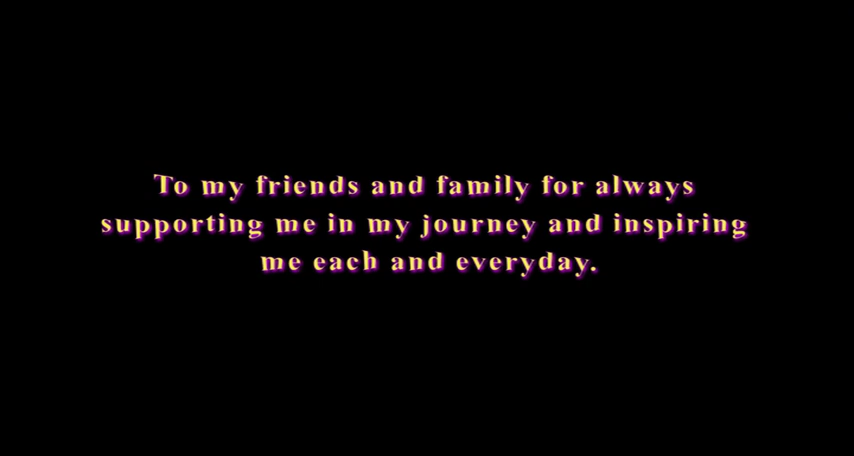 To my friends and family for always
supporting me in my journey and inspiring
me each and everyday.